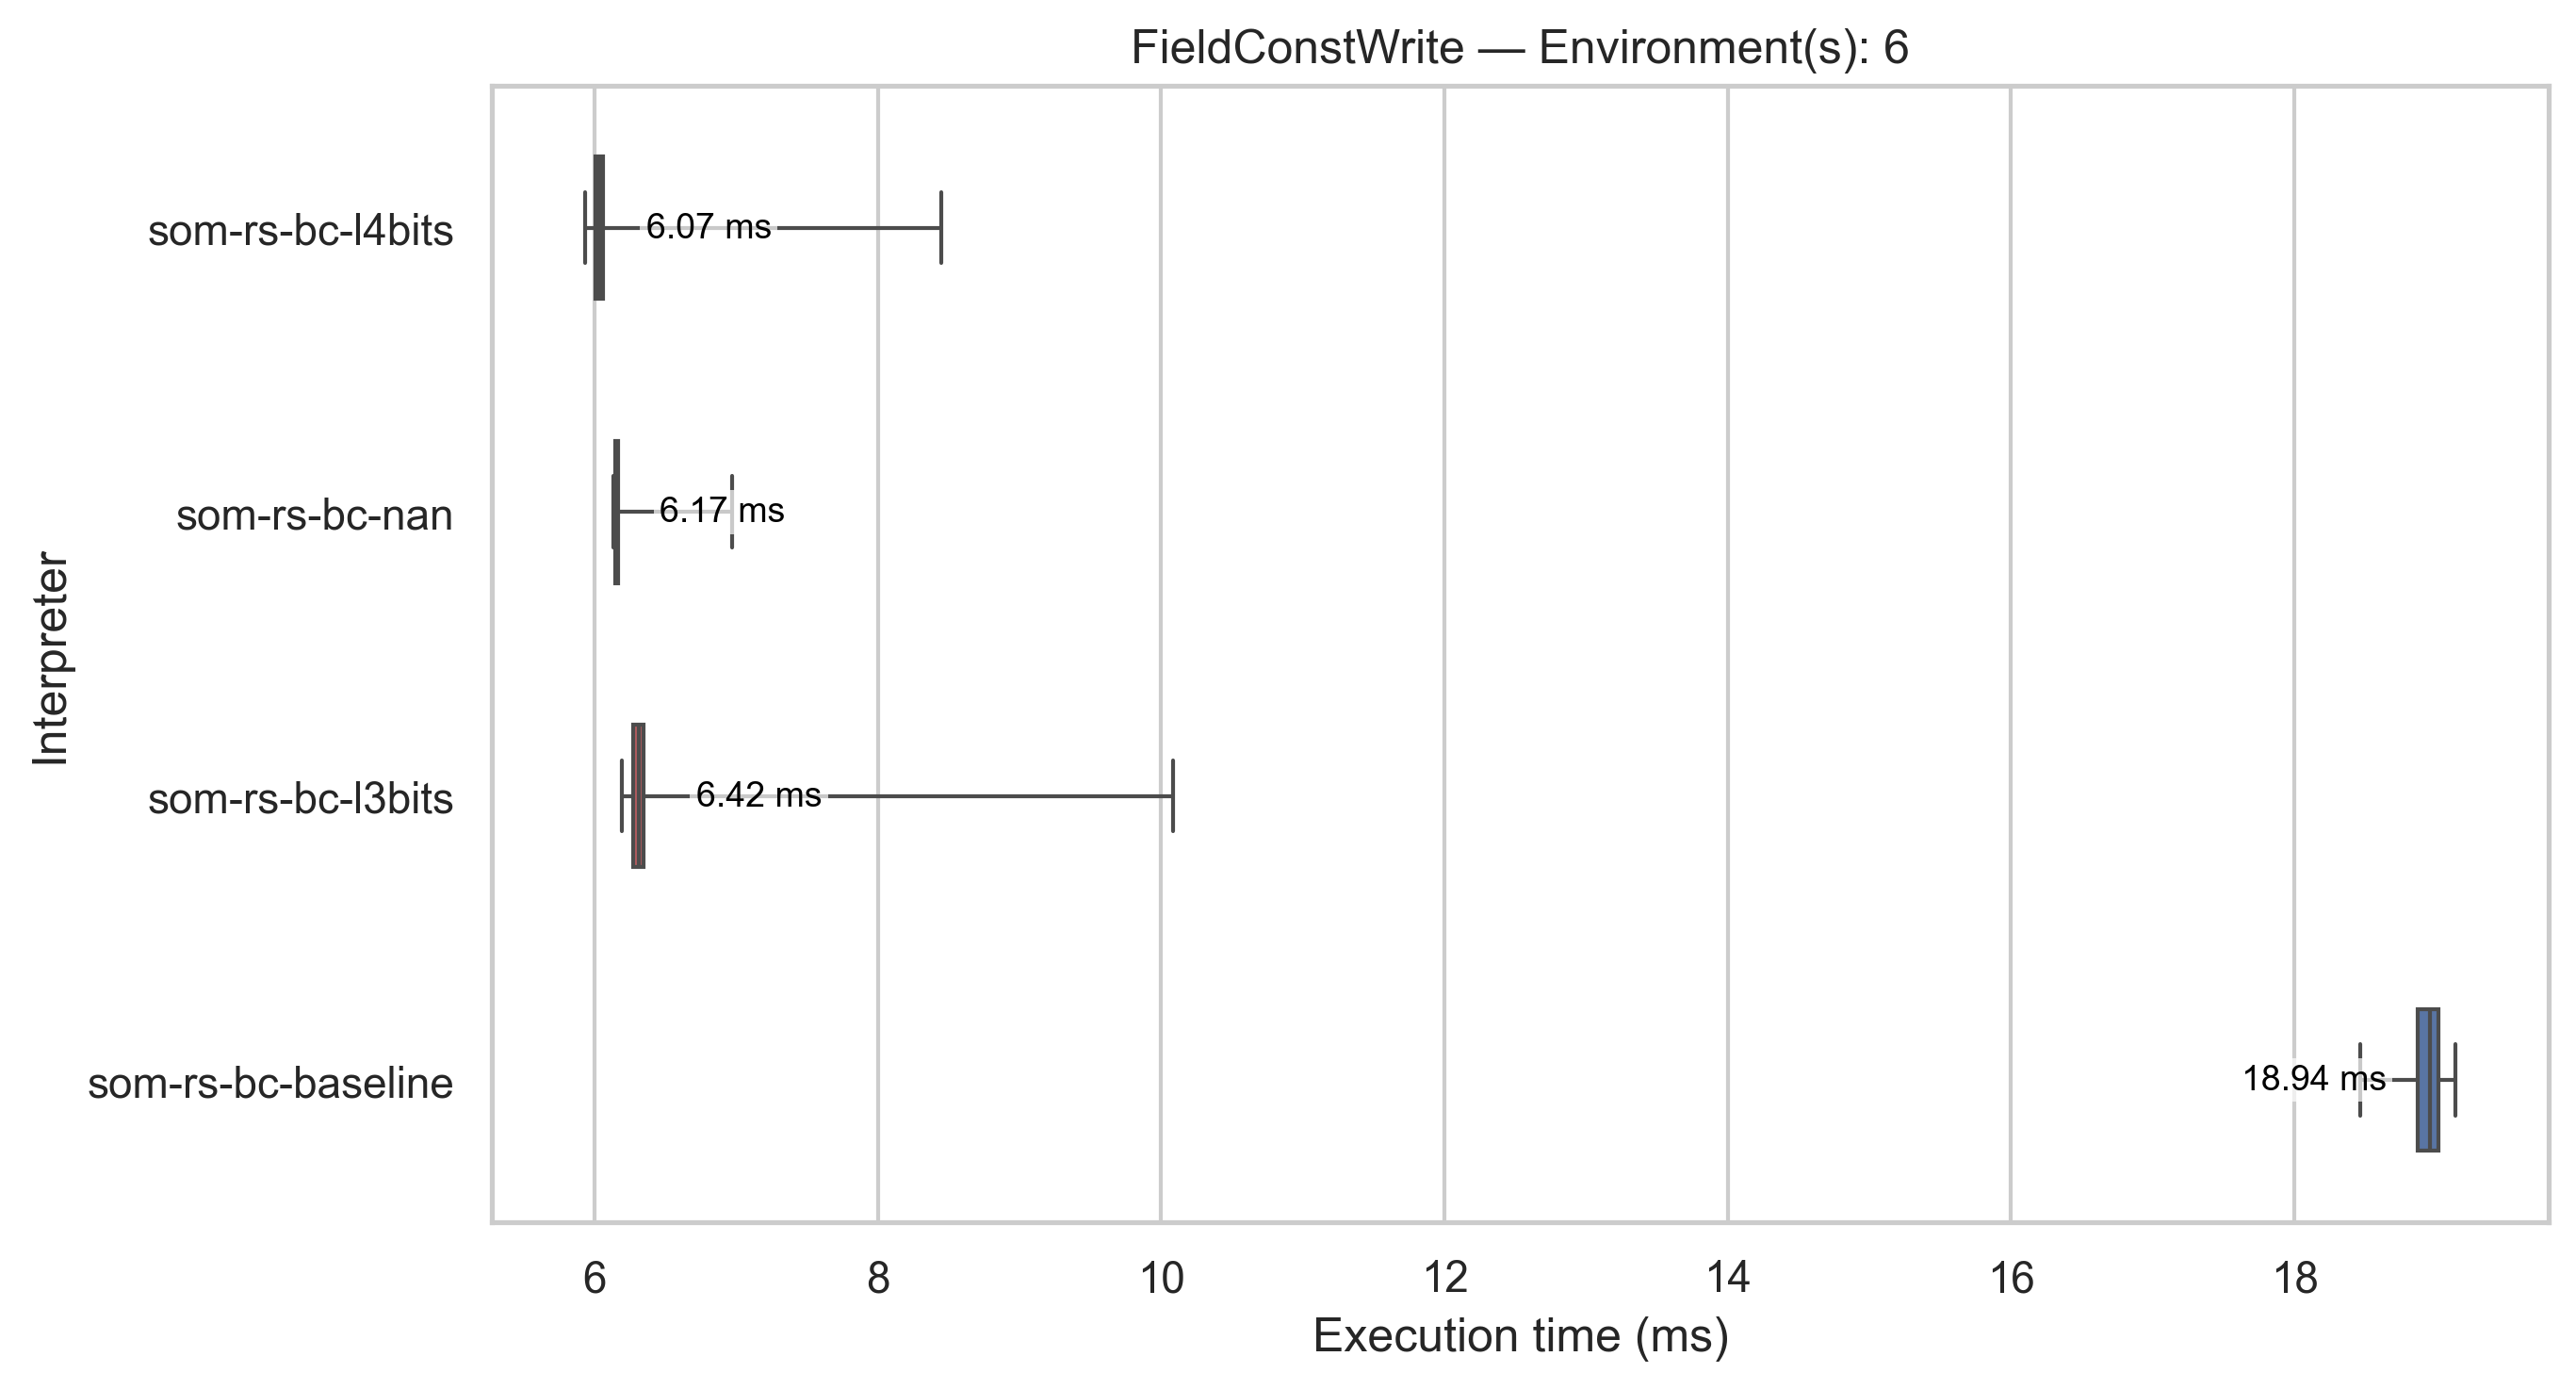 FieldConstWrite — Environment(s): 6
som-rs-bc-l4bits
6.07 ms
som-rs-bc-nan
6.17 ms
Interpreter
som-rs-bc-l3bits
6.42 ms
som-rs-bc-baseline
18.94 ms
6 8 10 12 14 16 18
Execution time (ms)